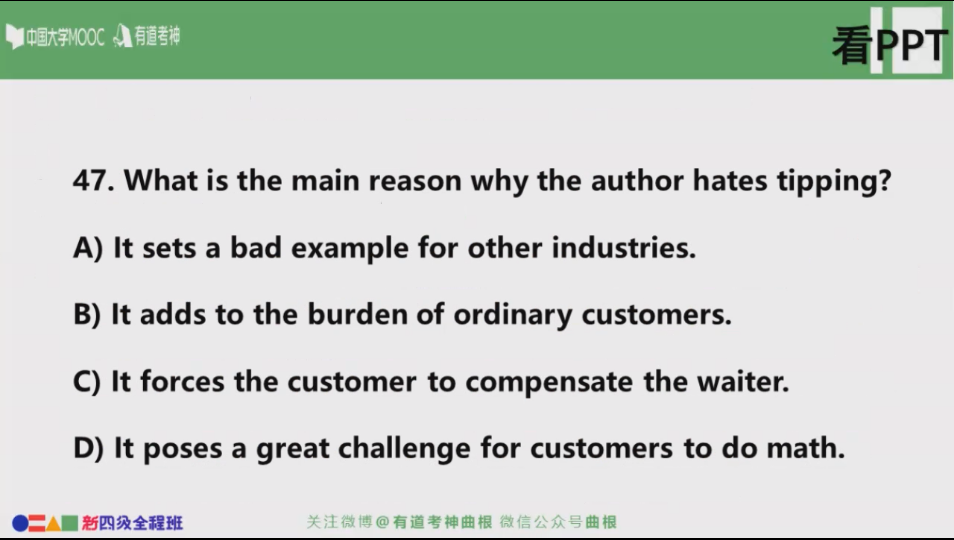 中国大学MOOC 有道考神
看PPT
47. What is the main reason why the author hates tipping?
A) It sets a bad example for other industries.
B) It adds to the burden of ordinary customers.
C) It forces the customer to compensate the waiter.
D) It poses a great challenge for customers to do math.
新四级全程班
关注微博@有道考神曲根 微信公众号曲根